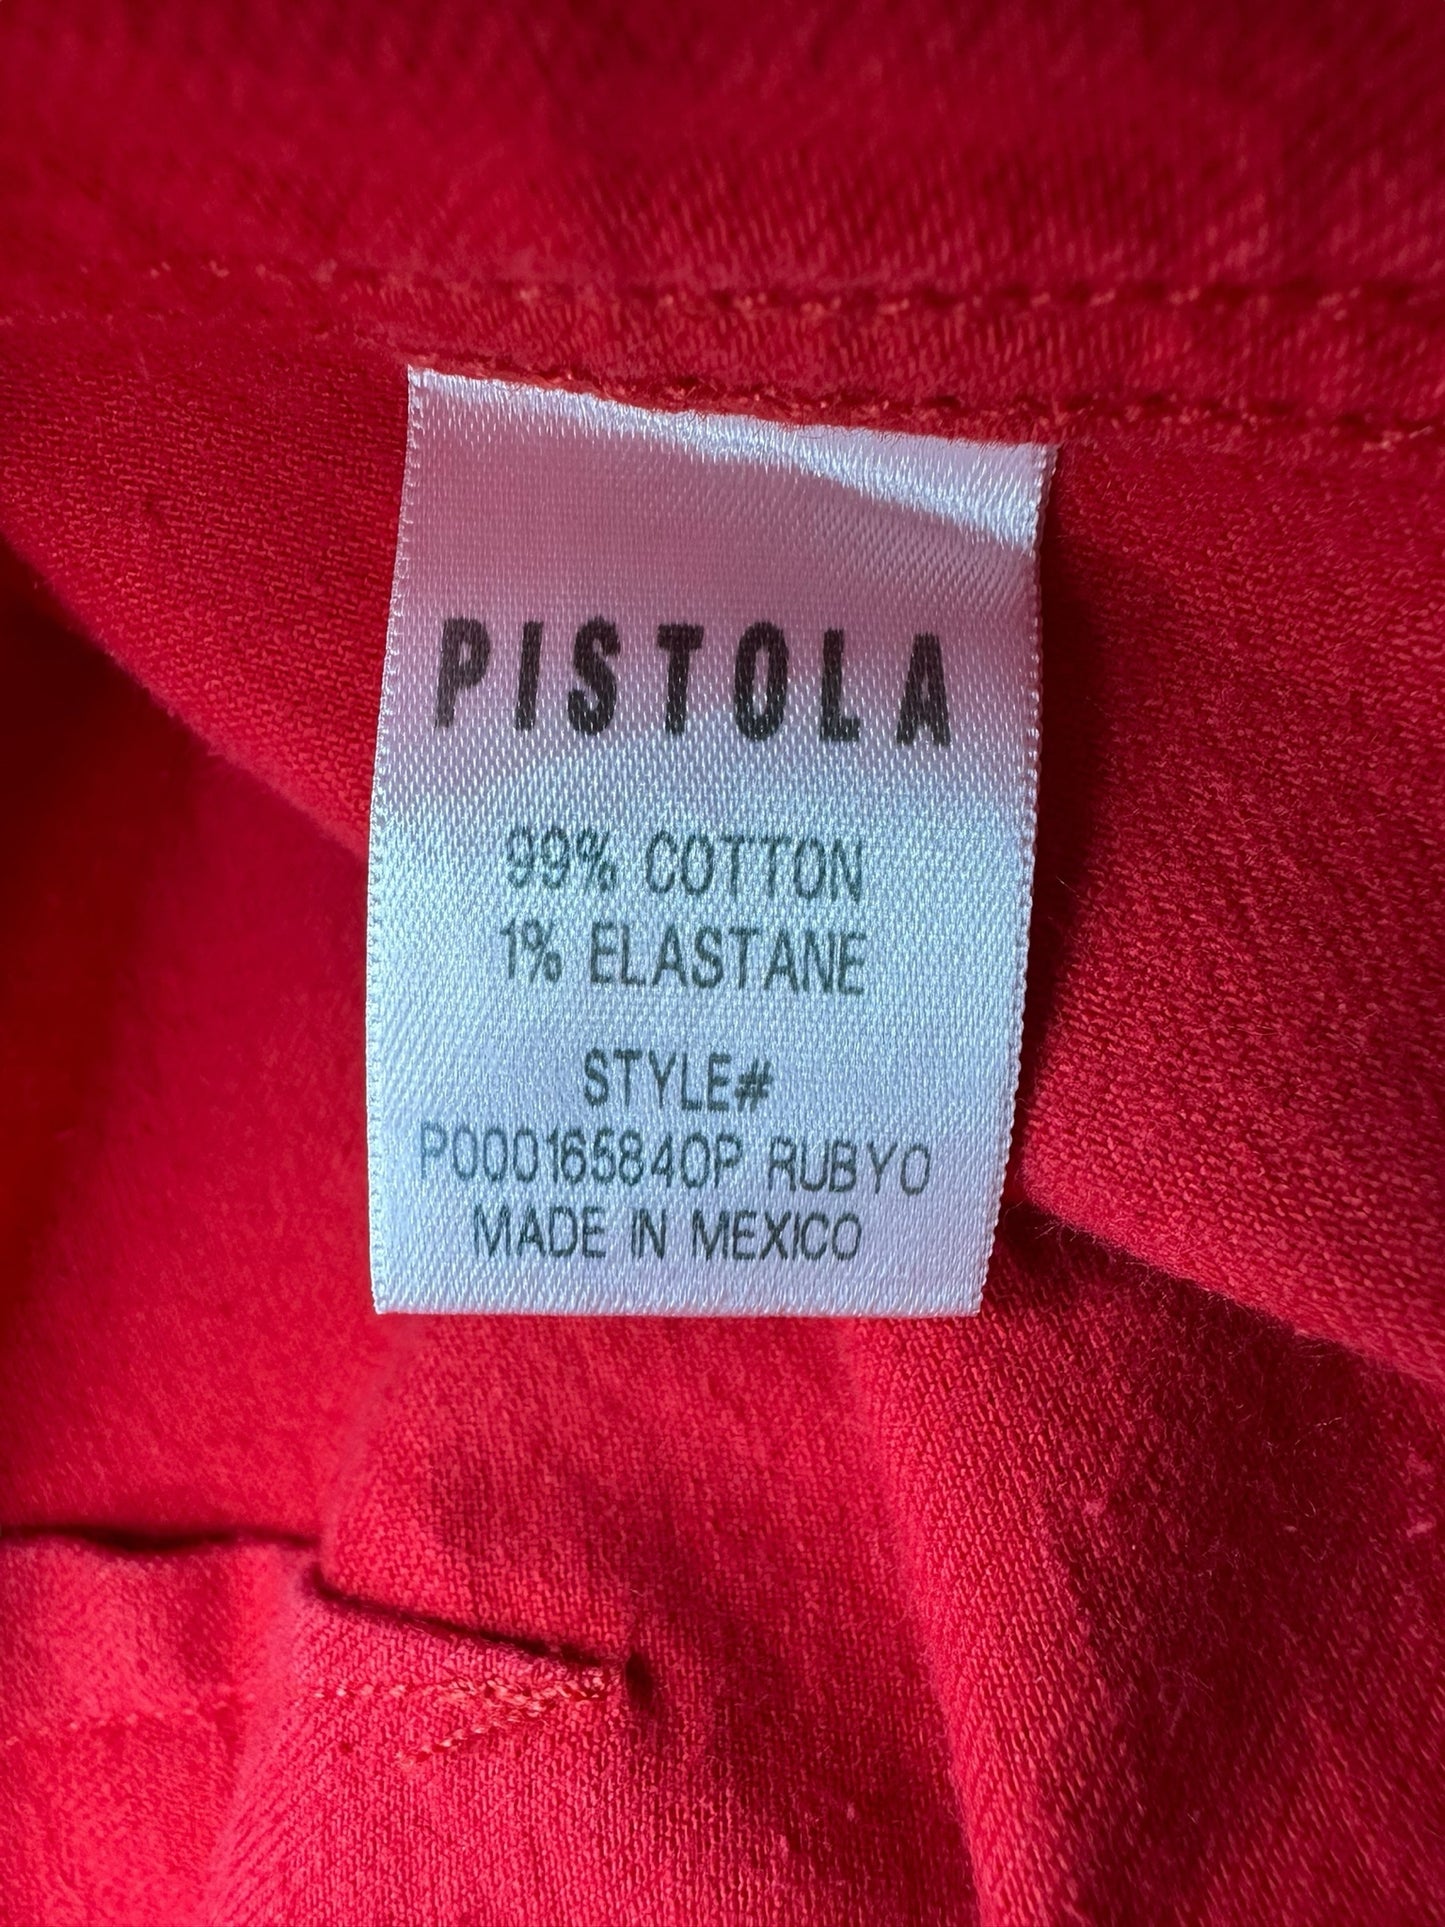 PISTOLA
99% COTTON
1% ELASTANE
STYLE#
P000165840P RUBYO
MADE IN MEXICO